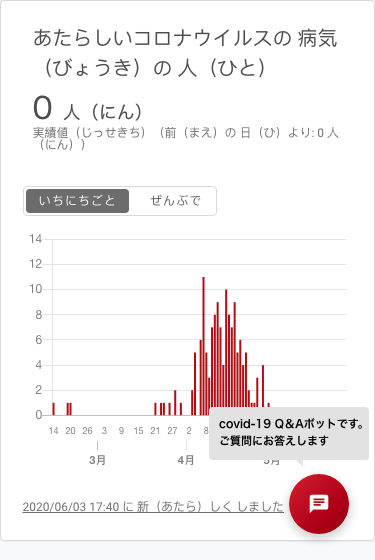 あたらしいコロナウイルスの 病気
（びょうき）の 人（ひと）
0 人（にん）
実績値（じっせきち）（前（まえ）の 日（ひ）より: 0 人
（にん））
いちにちごと ぜんぶで
14
12
10
8
6
4
2
0
14 20 26 3 9 15 21 27 2 8
3月 4月 5月
covid-19 Q&Aボットです。
ご質問にお答えします
2020/06/03 17:40 に 新（あたら）しく しました